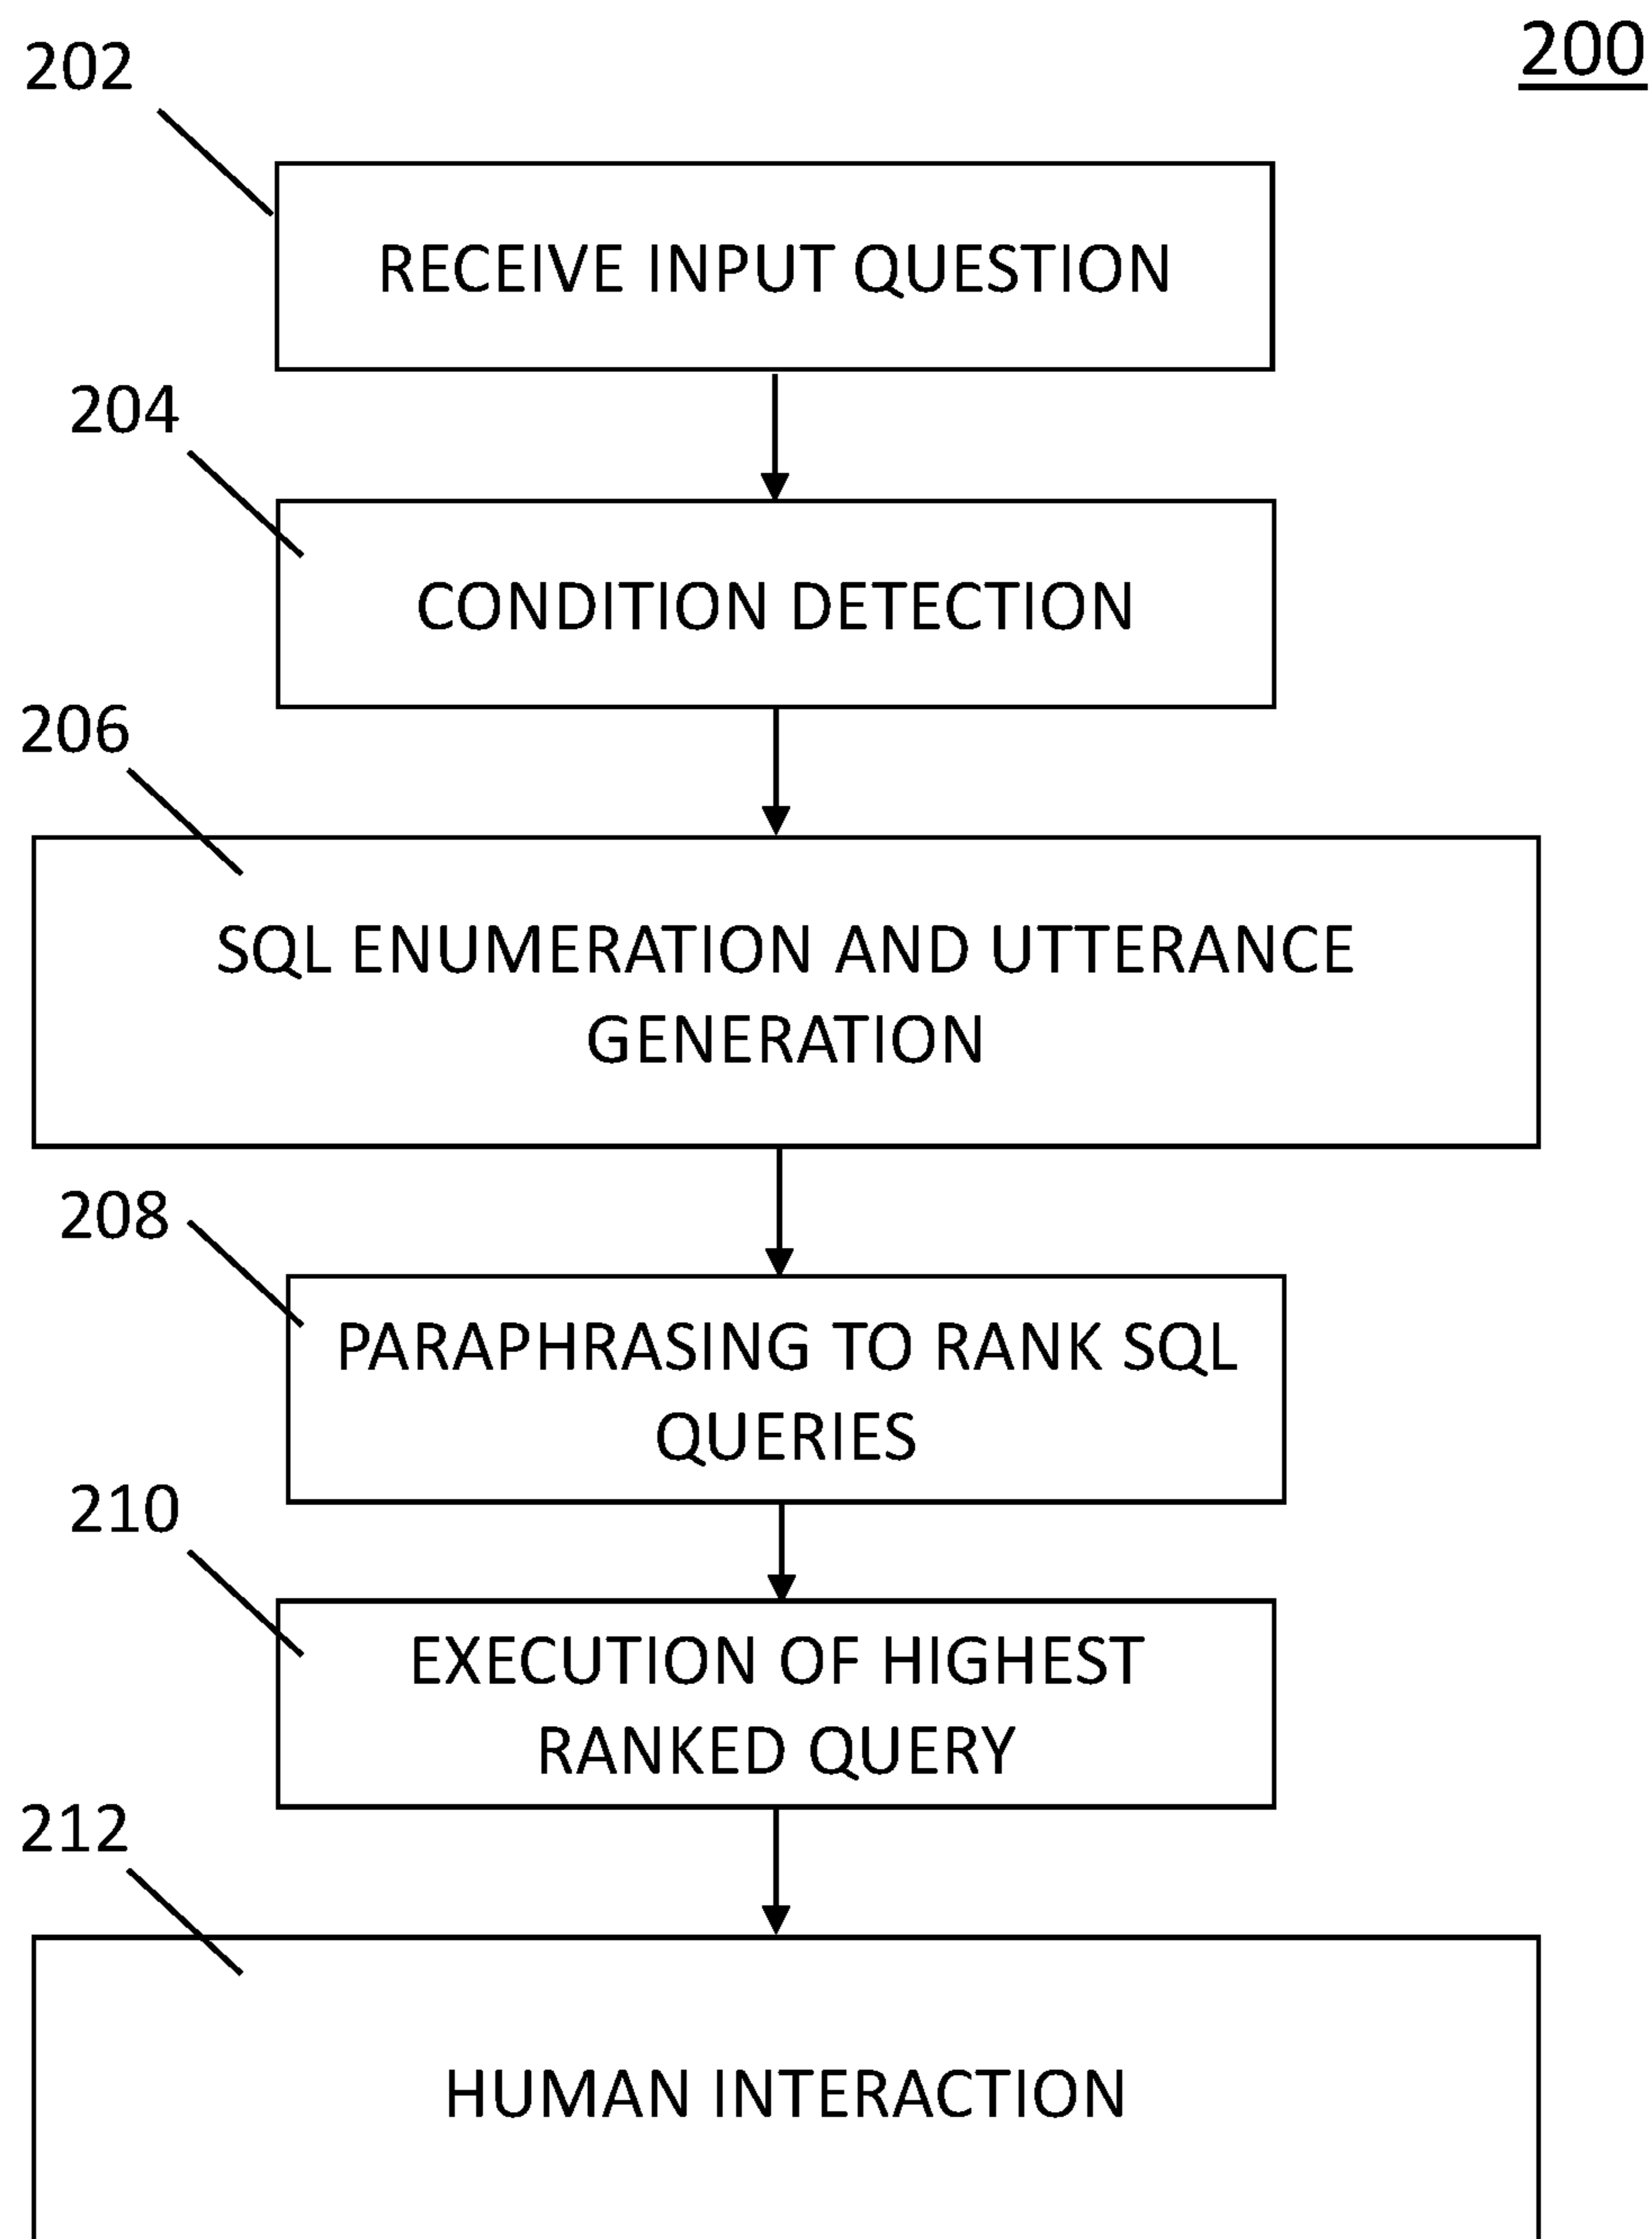 200
202
RECEIVE INPUT QUESTION
204
CONDITION DETECTION
206
SQL ENUMERATION AND UTTERANCE
GENERATION
208
PARAPHRASING TO RANK SQL
QUERIES
210
EXECUTION OF HIGHEST
RANKED QUERY
212
HUMAN INTERACTION